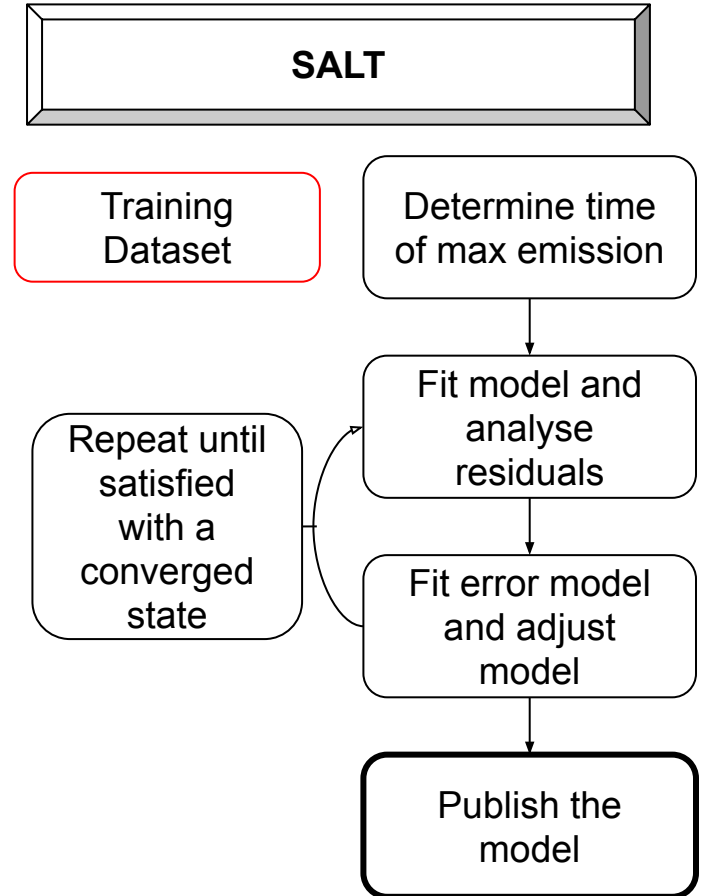 SALT
Training
Dataset
Determine time
of max emission
Fit model and
analyse
residuals
Repeat until
satisfied
with a
converged
state
Fit error model
and adjust
model
Publish the
model